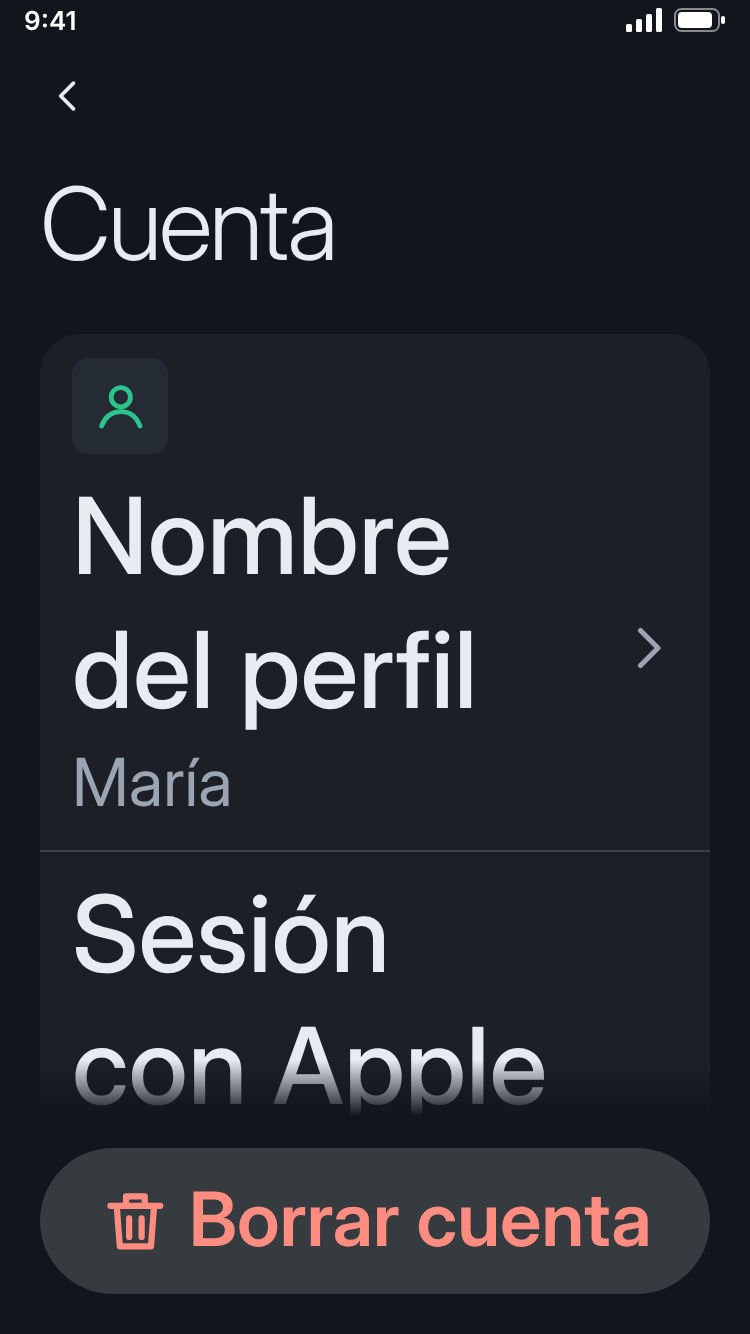 9:41
Cuenta
Nombre
del perfil
María
Sesión
con Apple
Borrar cuenta